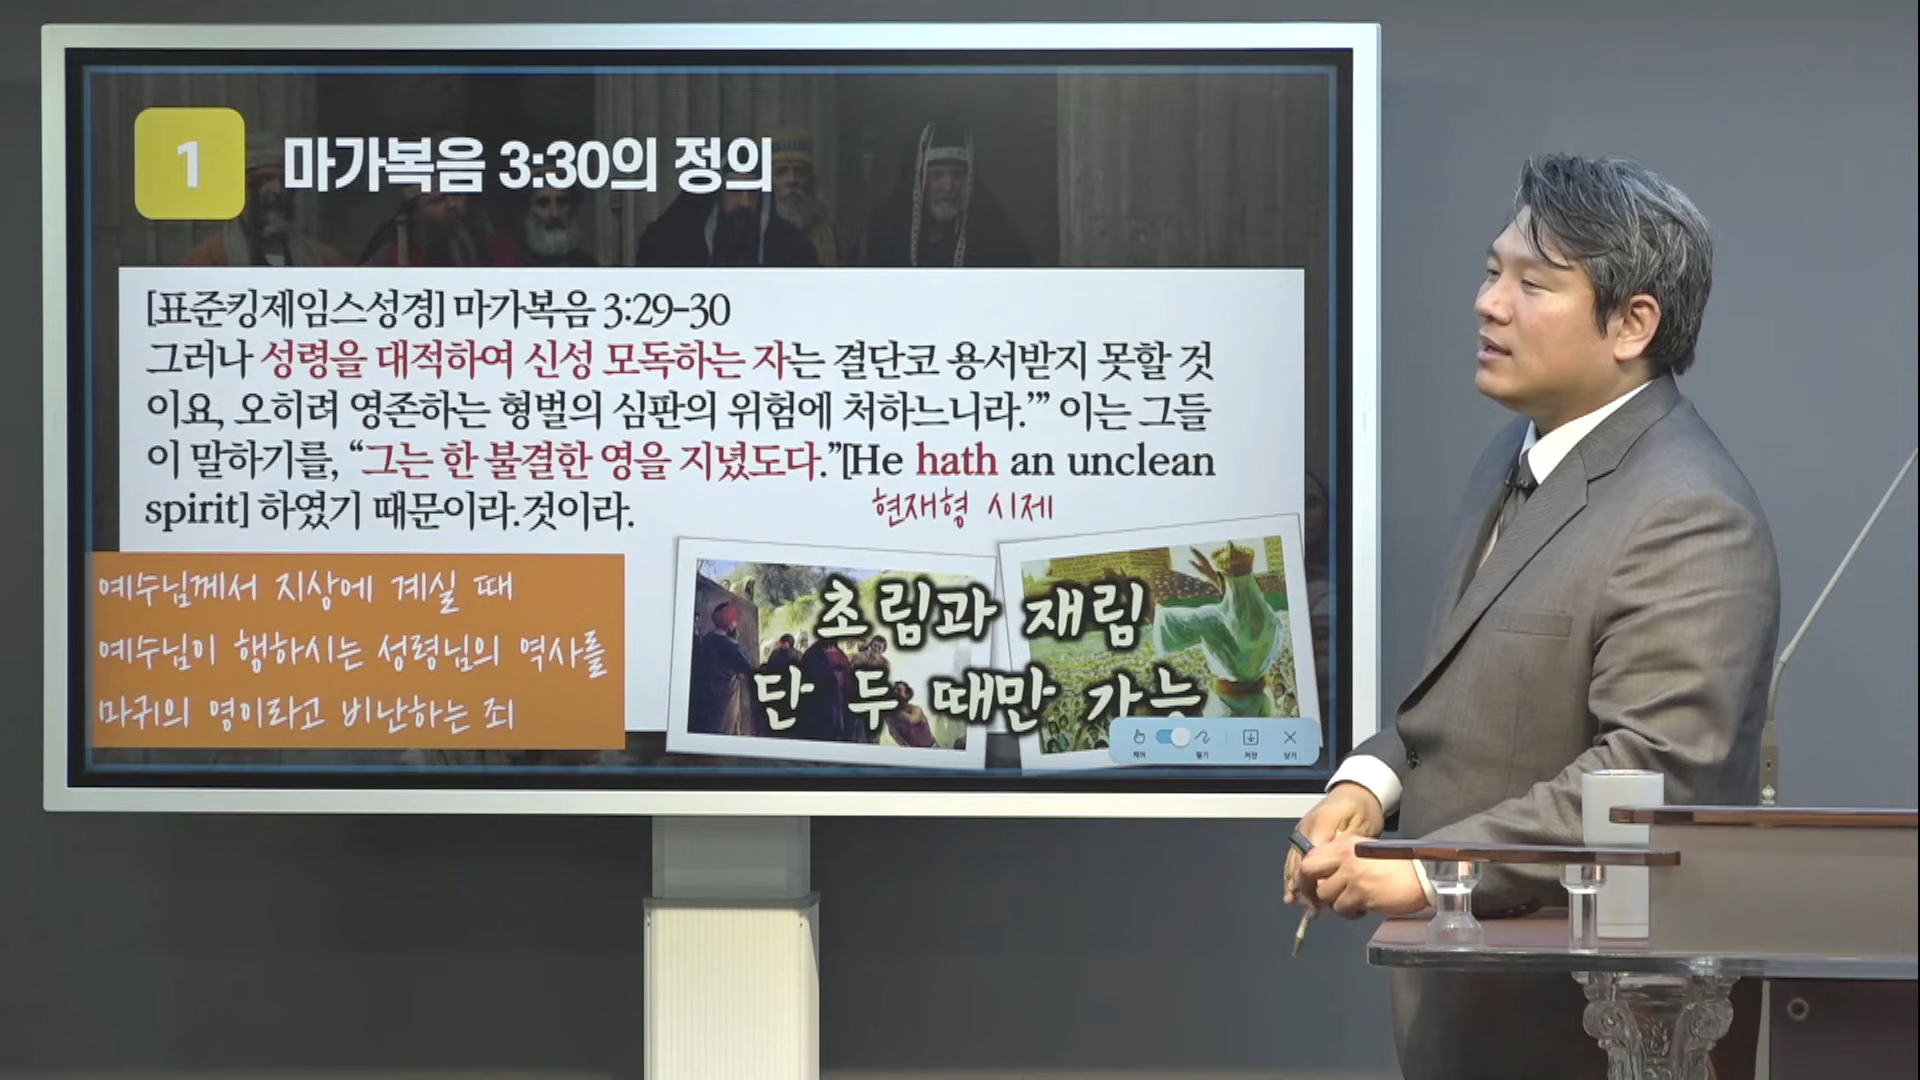 1
마가복음 3:30의 정의
[표준킹제임스성경] 마가복음 3:29-30
그러나 성령을 대적하여 신성 모독하는 자는 결단코 용서받지 못할 것
이요, 오히려 영존하는 형벌의 심판의 위험에 처하느니라.’” 이는 그들
이 말하기를, “그는 한 불결한 영을 지녔도다.”[He hath an unclean
spirit] 하였기 때문이라.것이라.
현재형 시제
예수님께서 지상에 계실 때
예수님이 행하시는 성령님의 역사를
마귀의 영이라고 비난하는 죄
초림과 재림
단 두 때만 가능
제어 필기 저장 닫기